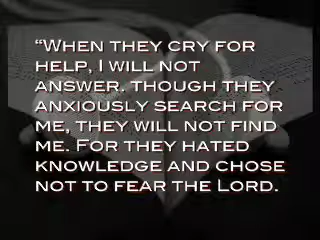 “When they cry for
help, I will not
answer. though they
anxiously search for
me, they will not find
me. For they hated
knowledge and chose
not to fear the Lord.